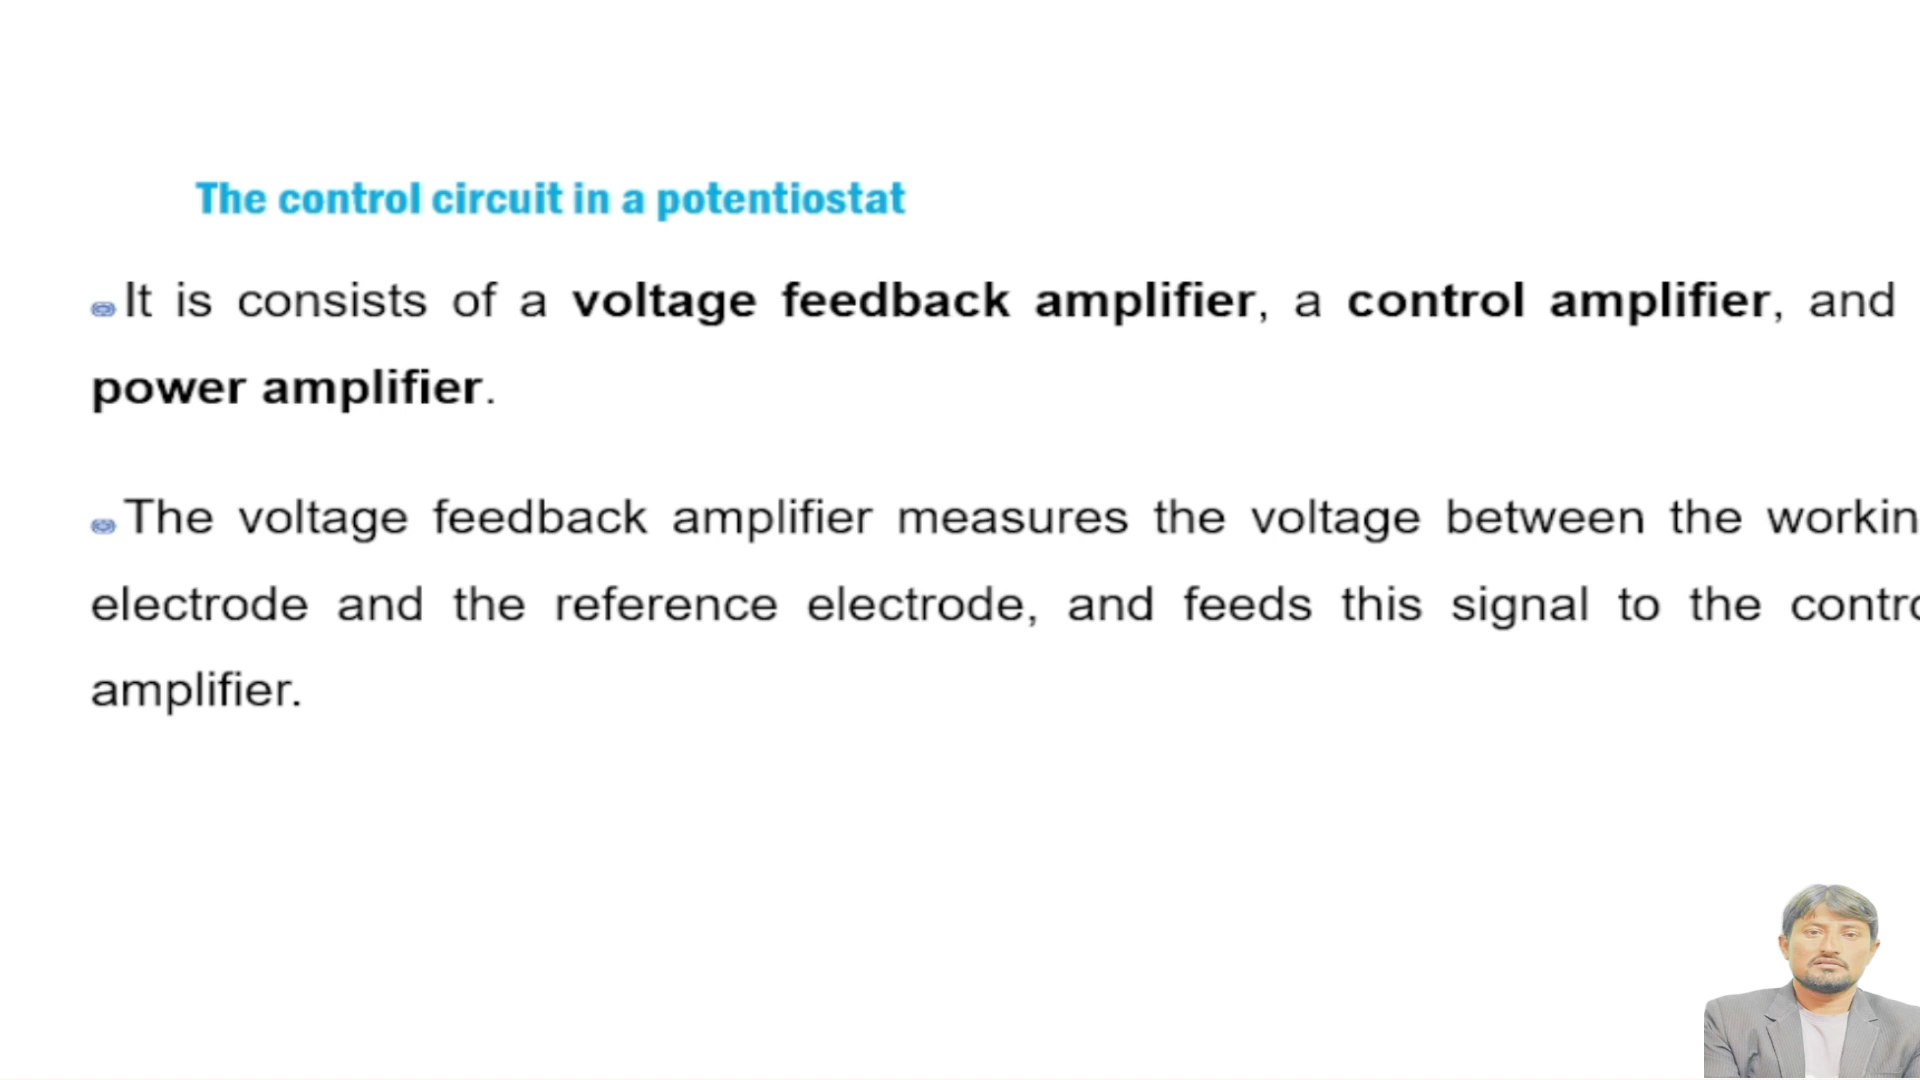 The control circuit in a potentiostat
It is consists of a voltage feedback amplifier, a control amplifier, and
power amplifier.
The voltage feedback amplifier measures the voltage between the workin
electrode and the reference electrode, and feeds this signal to the contro
amplifier.